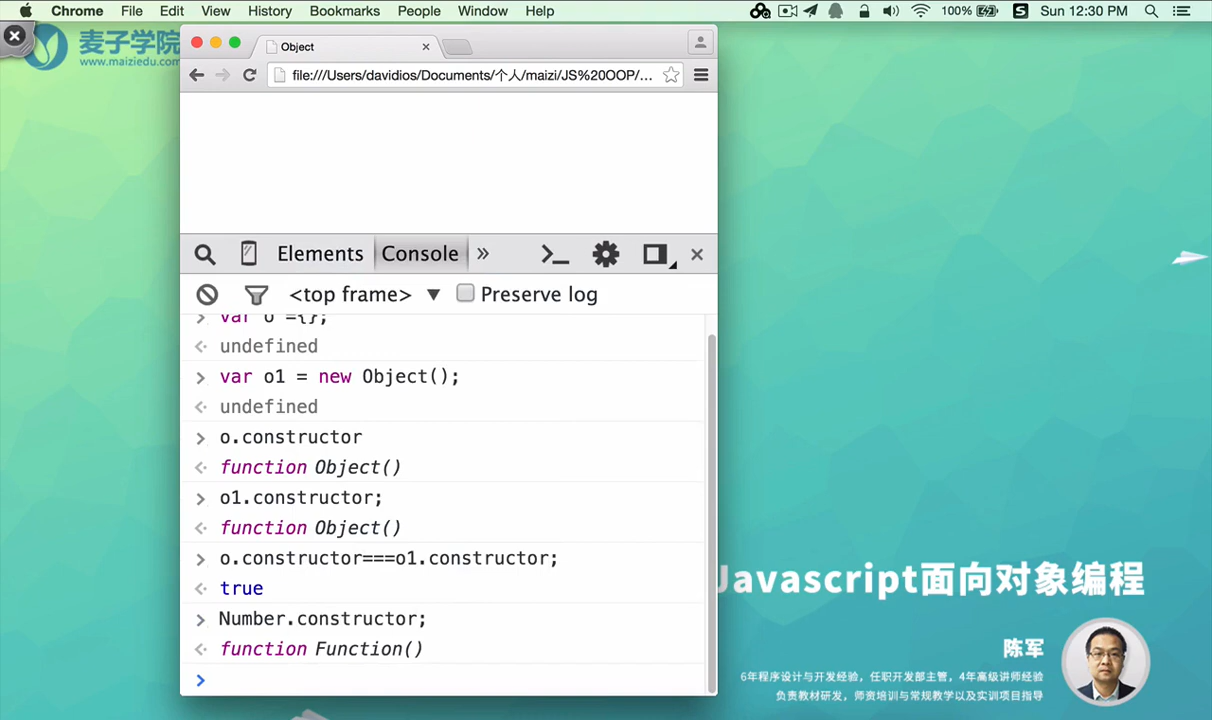 Chrome File Edit View History Bookmarks People Window Help 100% Sun 12:30 PM
麦子学院
www.maiziedu.com
Object
file:///Users/davidios/Documents/个人/maizi/JS%20OOP/...
Elements Console »
<top frame> ▼ Preserve log
> var o ={};
<· undefined
> var o1 = new Object();
<· undefined
> o.constructor
<· function Object()
> o1.constructor;
<· function Object()
> o.constructor===o1.constructor;
<· true
> Number.constructor;
<· function Function()
>
Javascript面向对象编程
陈军
6年程序设计与开发经验，任职开发部主管，4年高级讲师经验
负责教材研发，师资培训与常规教学以及实训项目指导